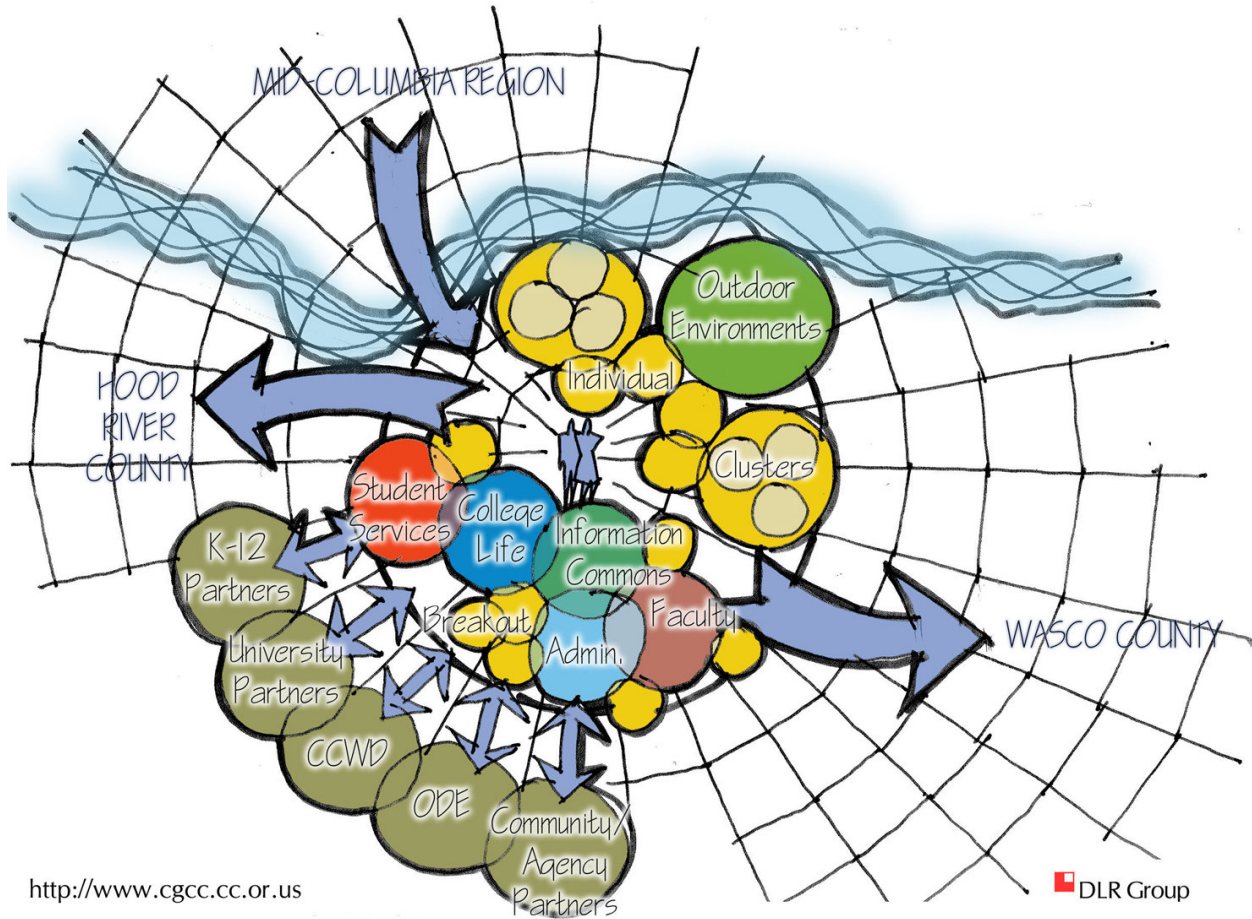 MID-COLUMBIA REGION
Outdoor
Environments
Individual
HOOD
RIVER
COUNTY
Clusters
Student
Services
College
Life
Information
Commons
K-12
Partners
Breakout
Faculty
University
Partners
Admin.
WASCO COUNTY
CCWD
ODE
Community/
Agency
Partners
http://www.cgcc.cc.or.us
DLR Group